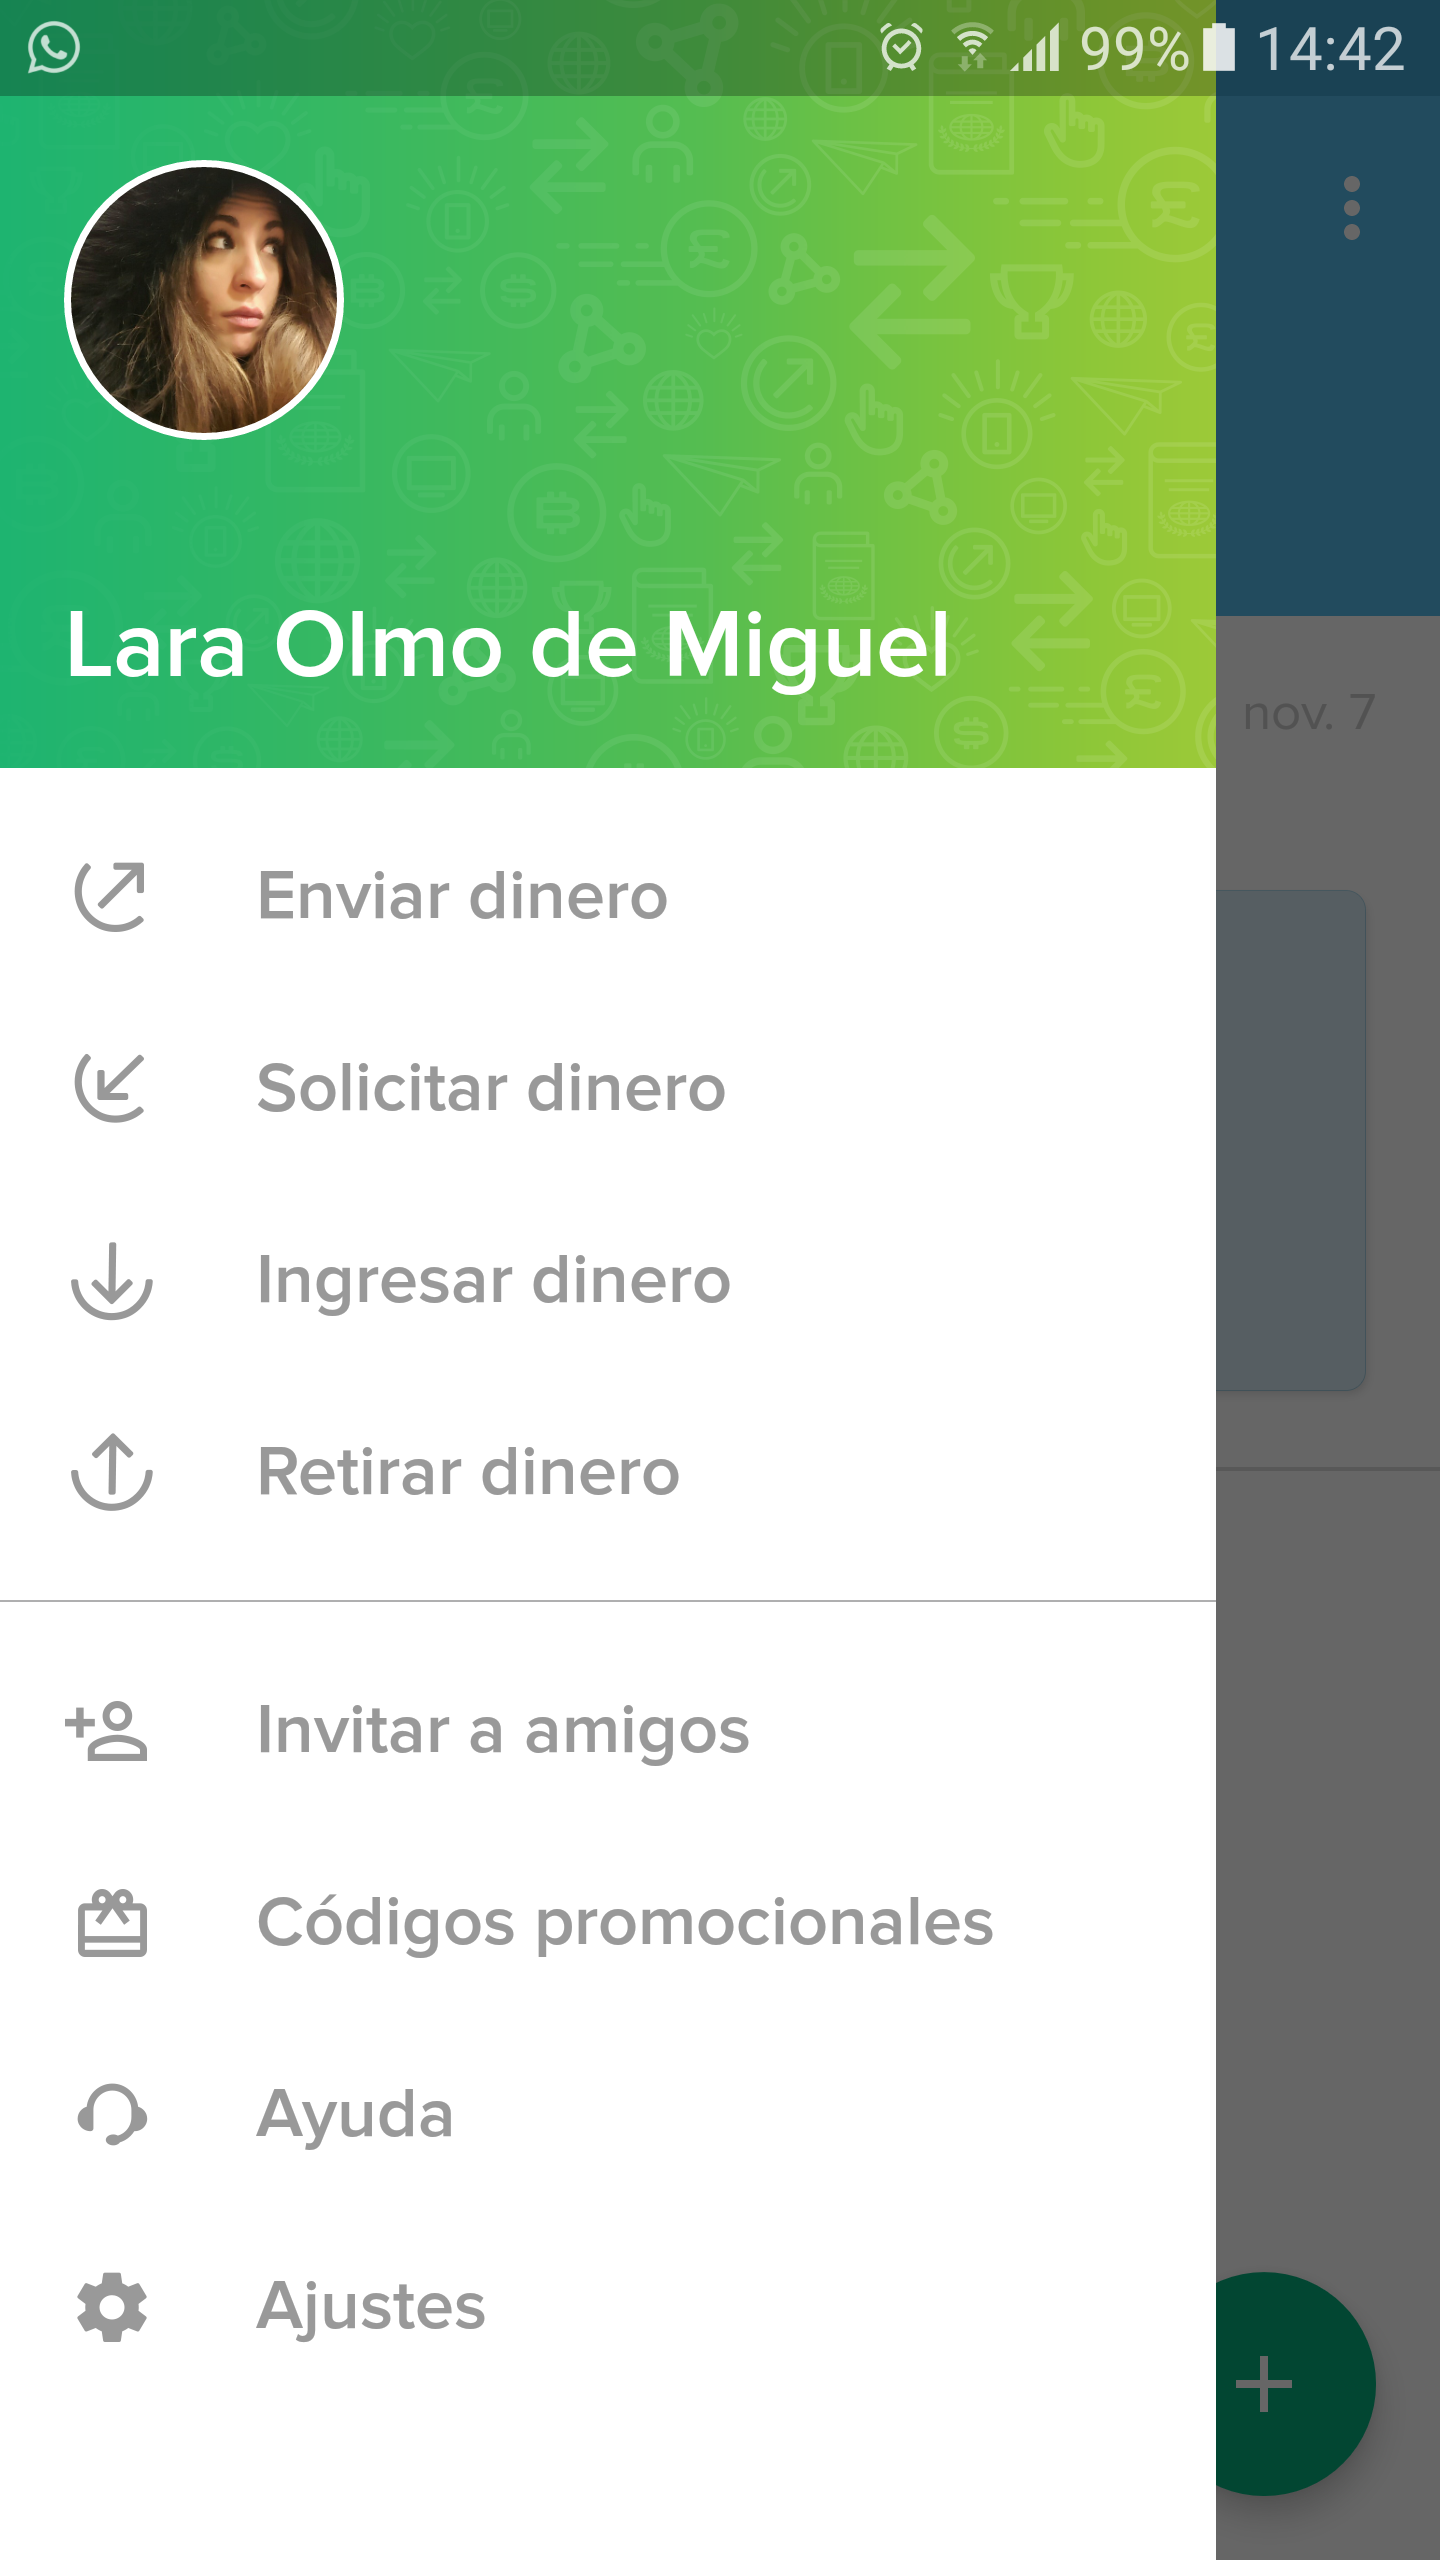 99% 14:42
Lara Olmo de Miguel
nov. 7
Enviar dinero
Solicitar dinero
Ingresar dinero
Retirar dinero
Invitar a amigos
Códigos promocionales
Ayuda
Ajustes